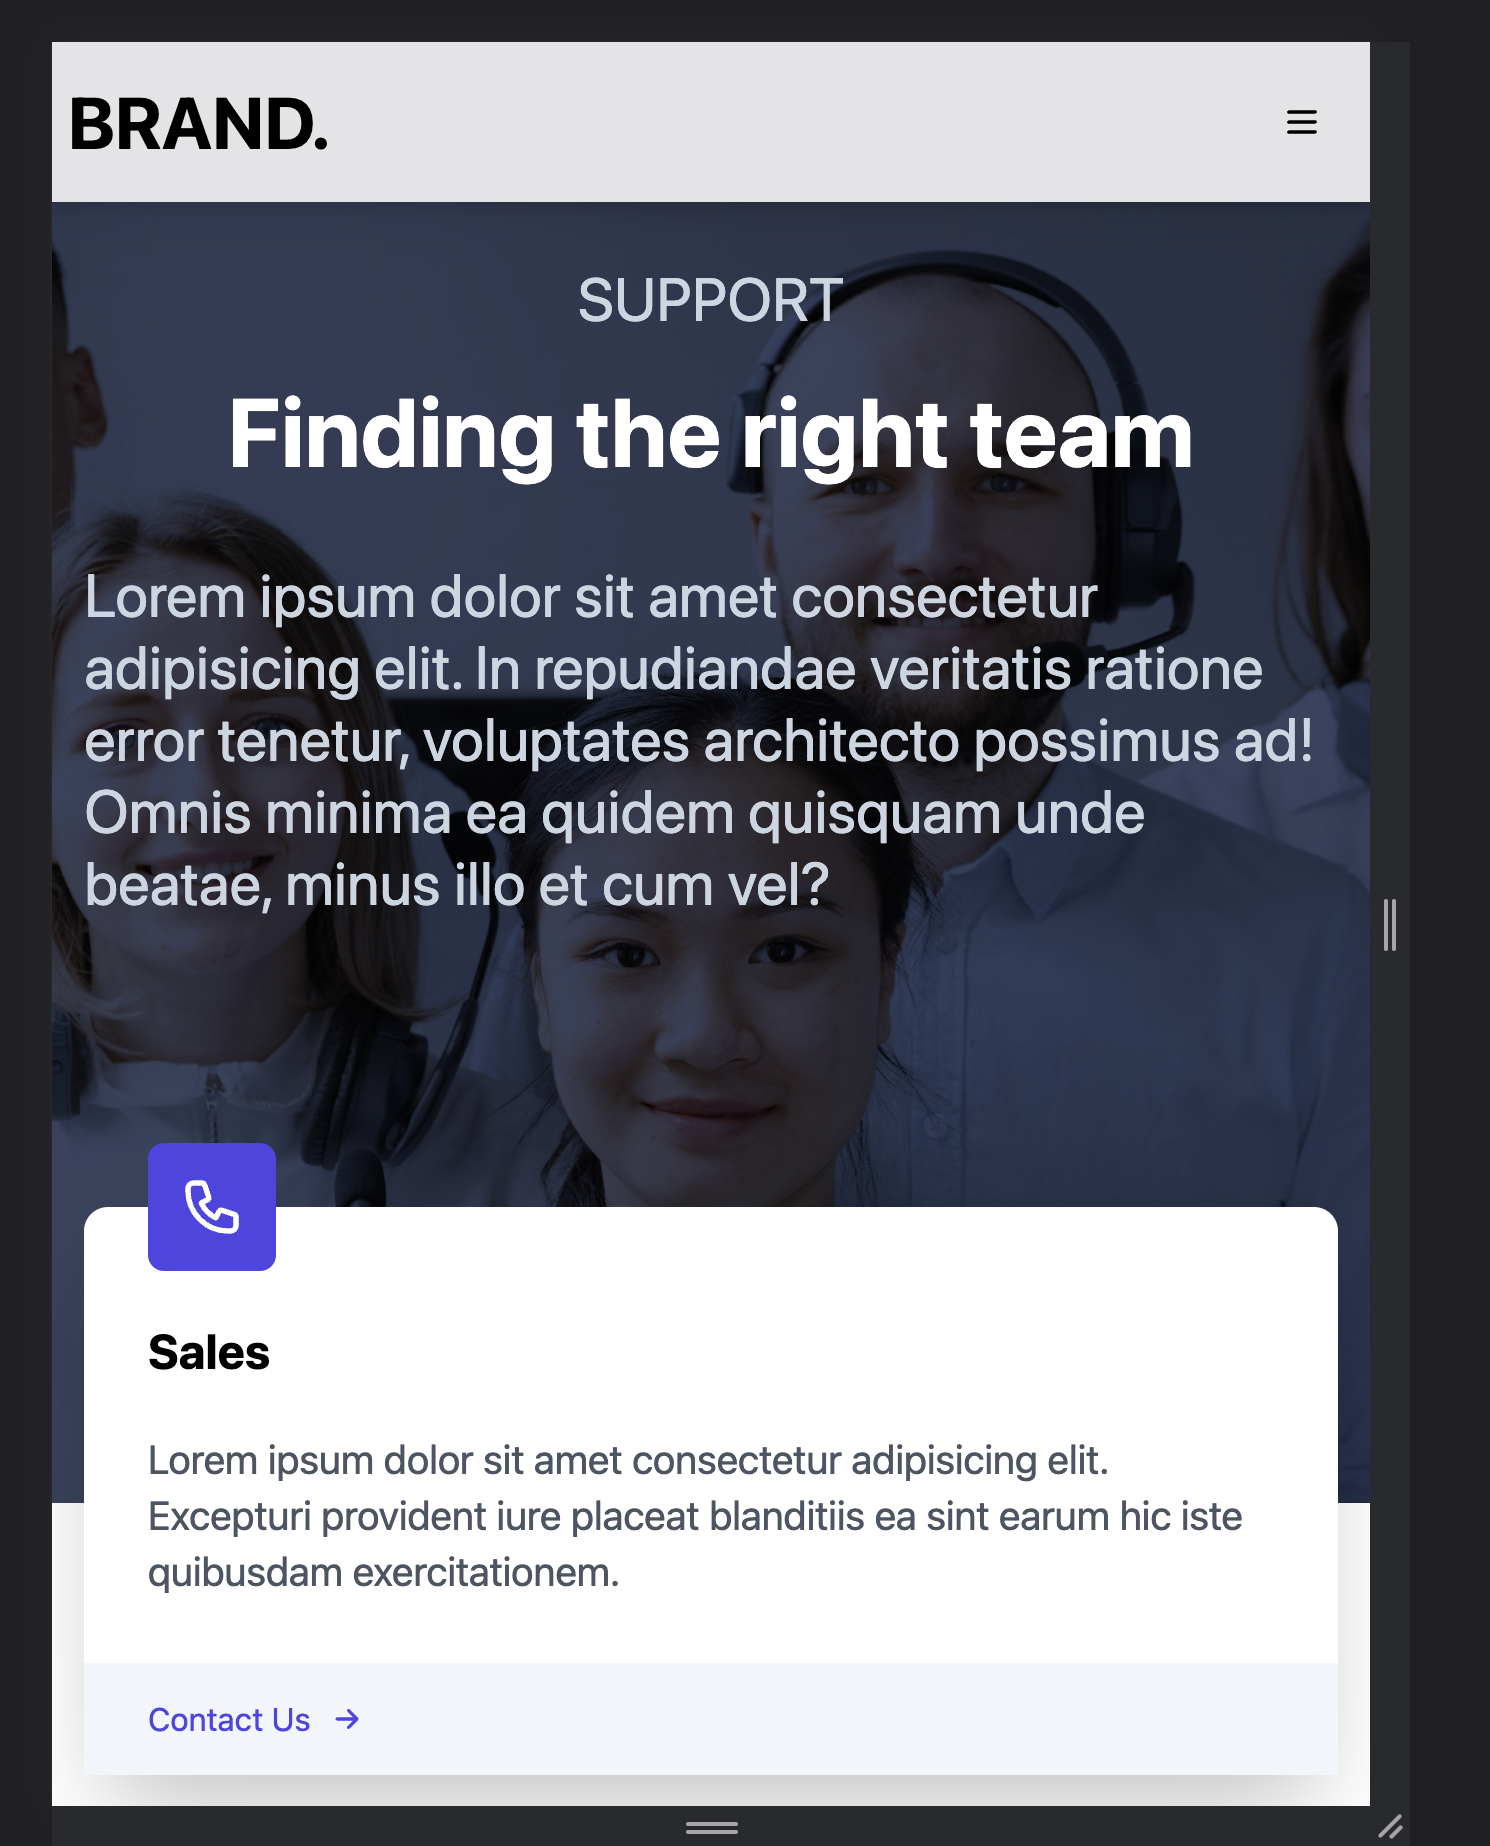 BRAND.
SUPPORT
Finding the right team
Lorem ipsum dolor sit amet consectetur
adipisicing elit. In repudiandae veritatis ratione
error tenetur, voluptates architecto possimus ad!
Omnis minima ea quidem quisquam unde
beatae, minus illo et cum vel?
Sales
Lorem ipsum dolor sit amet consectetur adipisicing elit.
Excepturi provident iure placeat blanditiis ea sint earum hic iste
quibusdam exercitationem.
Contact Us